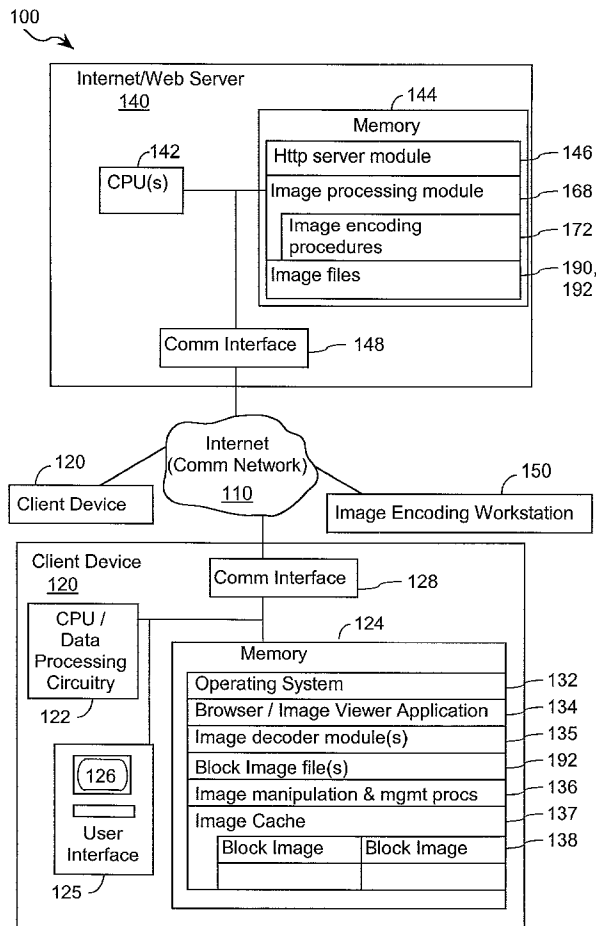 100
Internet/Web Server
140
144
Memory
142
CPU(s)
Http server module
146
Image processing module
168
Image encoding
procedures
172
Image files
190,
192
Comm Interface
148
Internet
(Comm Network)
110
120
Client Device
150
Image Encoding Workstation
Client Device
120
Comm Interface
128
CPU /
Data
Processing
Circuitry
122
124
Memory
Operating System
132
Browser / Image Viewer Application
134
Image decoder module(s)
135
Block Image file(s)
192
Image manipulation & mgmt procs
136
Image Cache
137
Block Image
Block Image
138
126
User
Interface
125